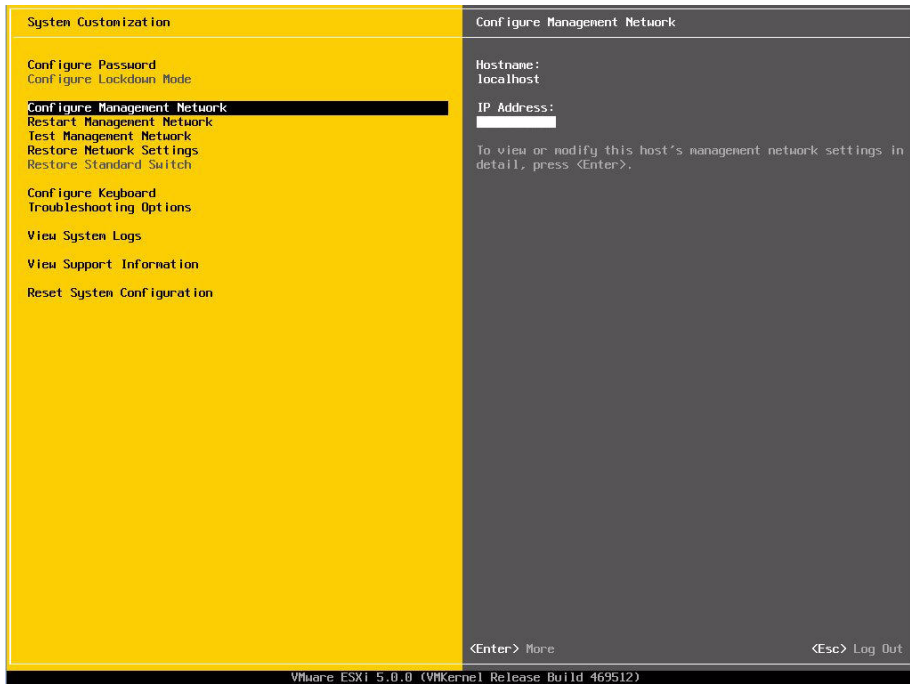 System Customization
Configure Password
Configure Lockdown Mode
Configure Management Network
Restart Management Network
Test Management Network
Restore Network Settings
Restore Standard Switch
Configure Keyboard
Troubleshooting Options
View System Logs
View Support Information
Reset System Configuration
Configure Management Network
Hostname:
localhost
IP Address:
To view or modify this host's management network settings in
detail, press <Enter>.
<Enter> More
<Esc> Log Out
VMware ESXi 5.0.0 (VMKernel Release Build 469512)